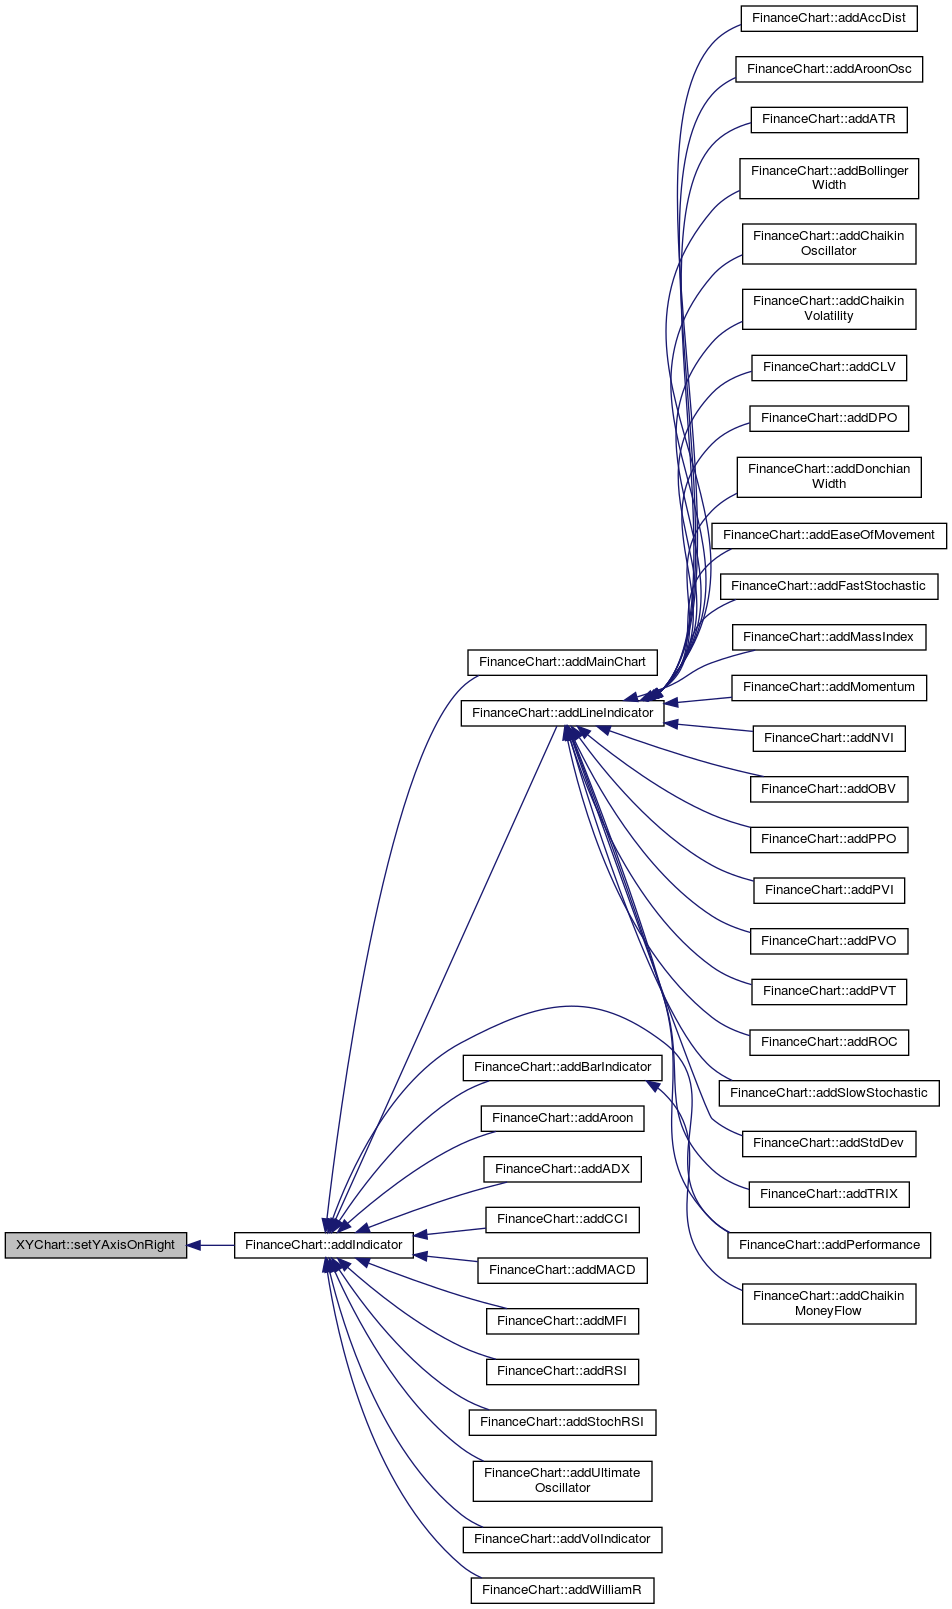 FinanceChart::addAccDist
FinanceChart::addAroonOsc
FinanceChart::addATR
FinanceChart::addBollinger
Width
FinanceChart::addChaikin
Oscillator
FinanceChart::addChaikin
Volatility
FinanceChart::addCLV
FinanceChart::addDPO
FinanceChart::addDonchian
Width
FinanceChart::addEaseOfMovement
FinanceChart::addFastStochastic
FinanceChart::addMassIndex
FinanceChart::addMainChart
FinanceChart::addMomentum
FinanceChart::addLineIndicator
FinanceChart::addNVI
FinanceChart::addOBV
FinanceChart::addPPO
FinanceChart::addPVI
FinanceChart::addPVO
FinanceChart::addPVT
FinanceChart::addROC
FinanceChart::addBarIndicator
FinanceChart::addSlowStochastic
FinanceChart::addAroon
FinanceChart::addStdDev
FinanceChart::addADX
FinanceChart::addTRIX
FinanceChart::addCCI
XYChart::setYAxisOnRight
FinanceChart::addIndicator
FinanceChart::addPerformance
FinanceChart::addMACD
FinanceChart::addChaikin
MoneyFlow
FinanceChart::addMFI
FinanceChart::addRSI
FinanceChart::addStochRSI
FinanceChart::addUltimate
Oscillator
FinanceChart::addVolIndicator
FinanceChart::addWilliamR